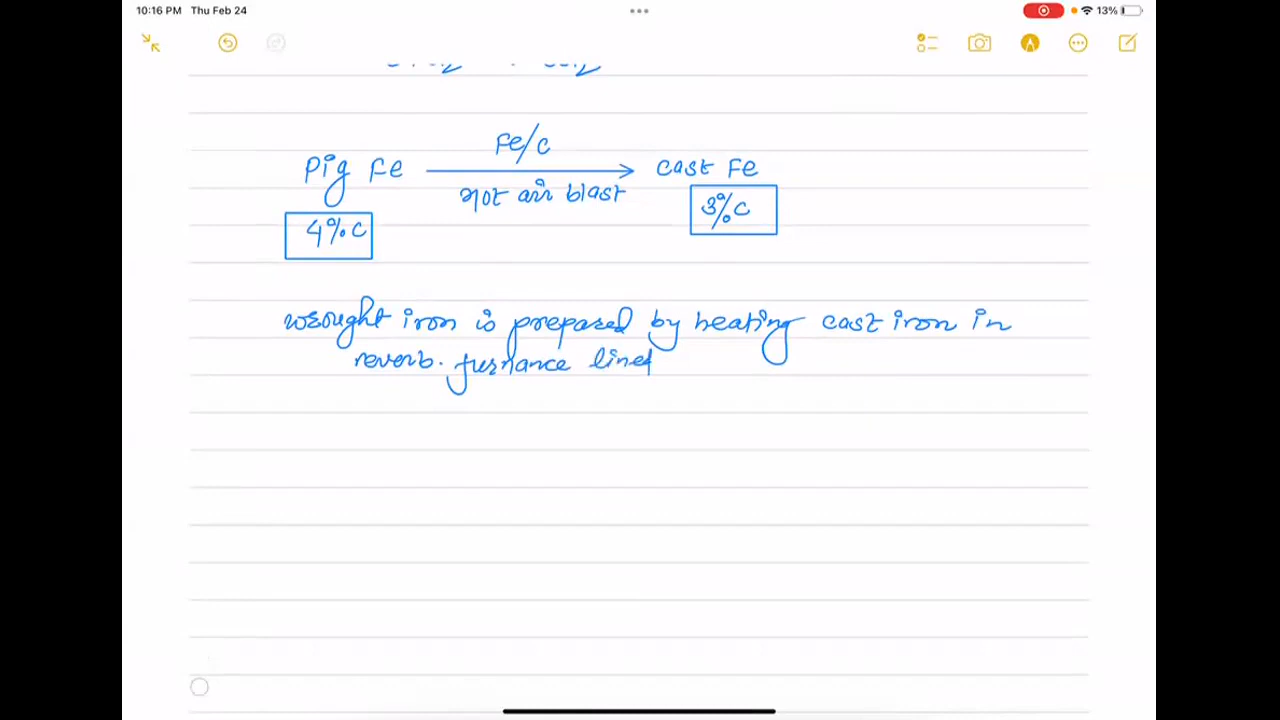 10:16 PM Thu Feb 24
13%
Fe/C
Pig Fe → cast Fe
hot air blast
4%C
3%C
wrought iron is prepared by heating cast iron in
reverb. furnance lined